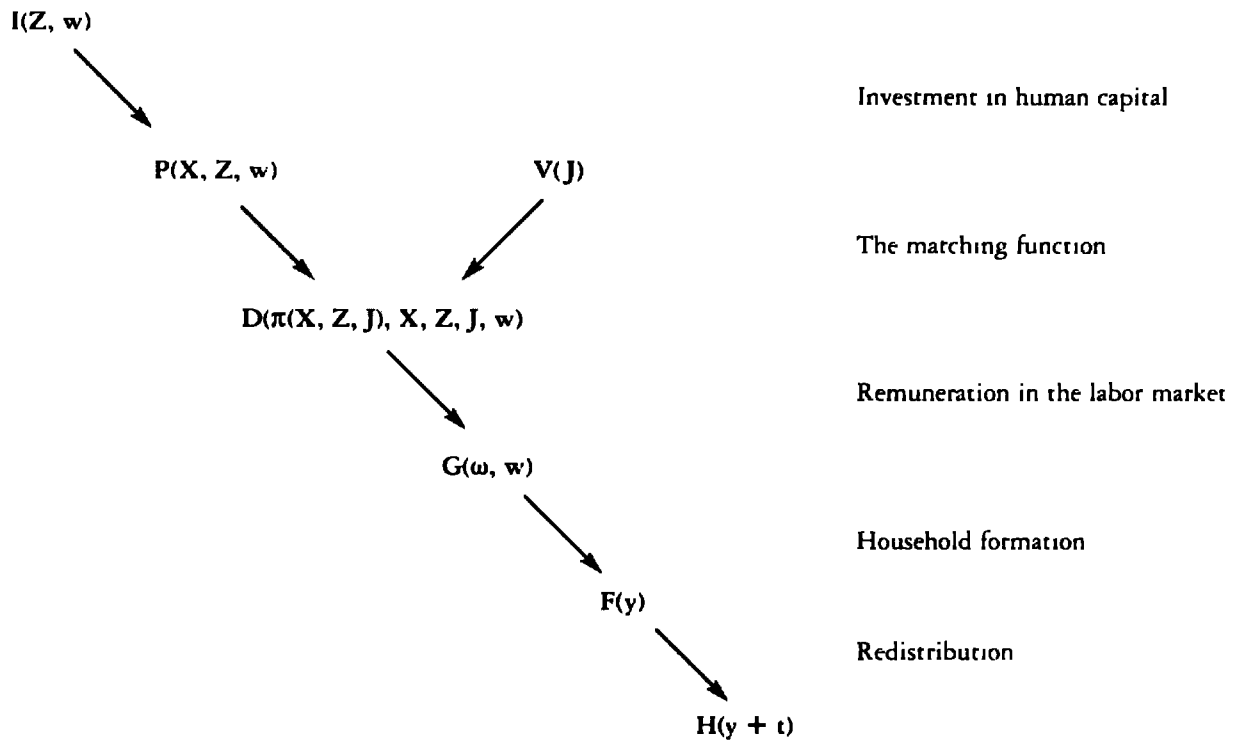 I(Z, w)
Investment in human capital
P(X, Z, w)
V(J)
The matching function
D(π(X, Z, J), X, Z, J, w)
Remuneration in the labor market
G(ω, w)
Household formation
F(y)
Redistribution
H(y + t)